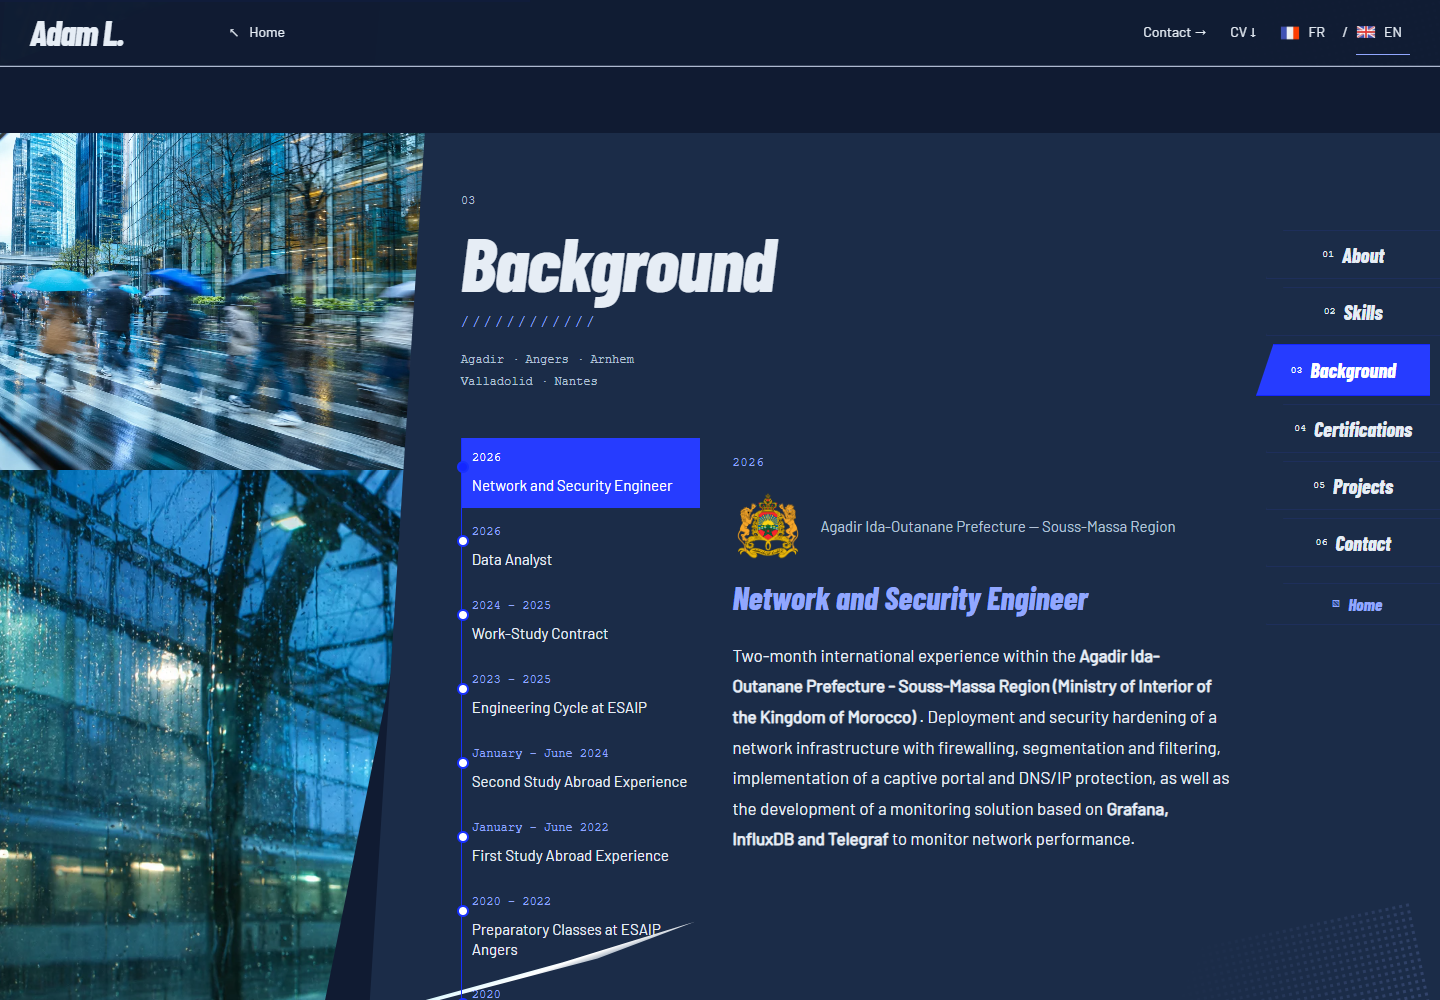 Adam L.
↖ Home
Contact →
CV ↓
FR
/
EN
03
Background
////////////
Agadir · Angers · Arnhem
Valladolid · Nantes
2026
Network and Security Engineer
2026
Data Analyst
2024 – 2025
Work-Study Contract
2023 – 2025
Engineering Cycle at ESAIP
January – June 2024
Second Study Abroad Experience
January – June 2022
First Study Abroad Experience
2020 – 2022
Preparatory Classes at ESAIP
Angers
2020
2026
Agadir Ida-Outanane Prefecture — Souss-Massa Region
Network and Security Engineer
Two-month international experience within the Agadir Ida-
Outanane Prefecture - Souss-Massa Region (Ministry of Interior of
the Kingdom of Morocco) . Deployment and security hardening of a
network infrastructure with firewalling, segmentation and filtering,
implementation of a captive portal and DNS/IP protection, as well as
the development of a monitoring solution based on Grafana,
InfluxDB and Telegraf to monitor network performance.
01 About
02 Skills
03 Background
04 Certifications
05 Projects
06 Contact
Home